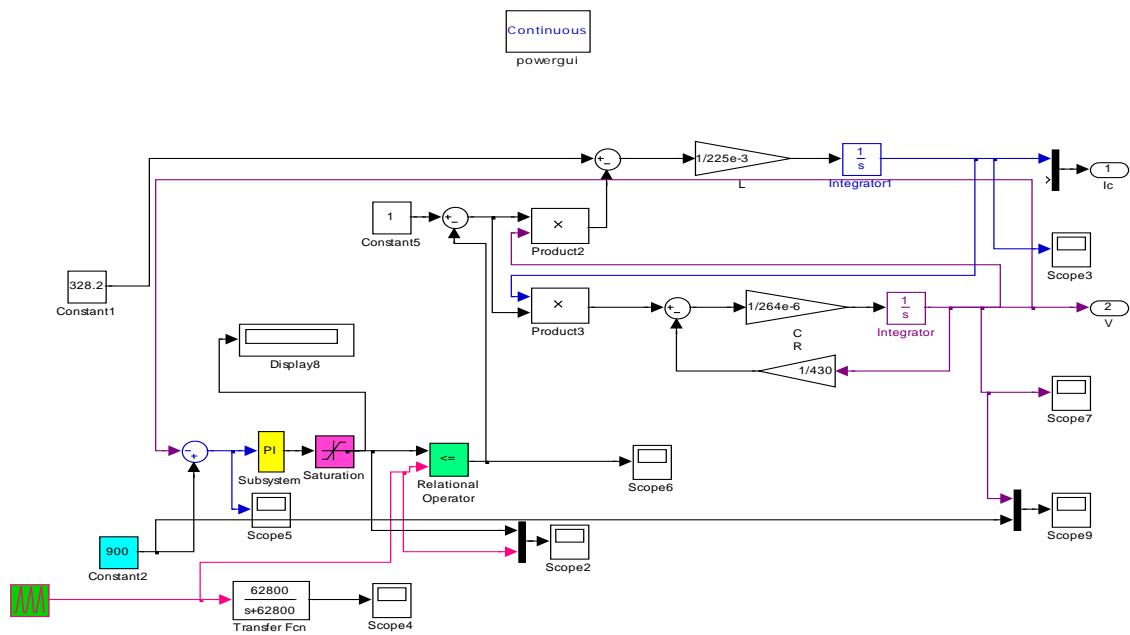 Continuous
powergui
1/225e-3
L
1
s
Integrator1
1
Ic
1
Constant5
×
Product2
Scope3
328.2
Constant1
×
Product3
1/264e-6
C
R
1
s
Integrator
2
V
Display8
1/430
Scope7
PI
Subsystem
Saturation
<=
Relational
Operator
Scope6
Scope5
900
Constant2
Scope2
Scope9
62800
s+62800
Transfer Fcn
Scope4